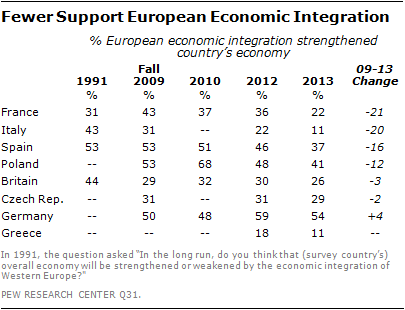 Fewer Support European Economic Integration
% European economic integration strengthened
country's economy
1991 Fall 2009 2010 2012 2013 09-13 Change
% % % % %
France 31 43 37 36 22 -21
Italy 43 31 -- 22 11 -20
Spain 53 53 51 46 37 -16
Poland -- 53 68 48 41 -12
Britain 44 29 32 30 26 -3
Czech Rep. -- 31 -- 31 29 -2
Germany -- 50 48 59 54 +4
Greece -- -- -- 18 11 --
In 1991, the question asked "In the long run, do you think that (survey country's)
overall economy will be strengthened or weakened by the economic integration of
Western Europe?"
PEW RESEARCH CENTER Q31.